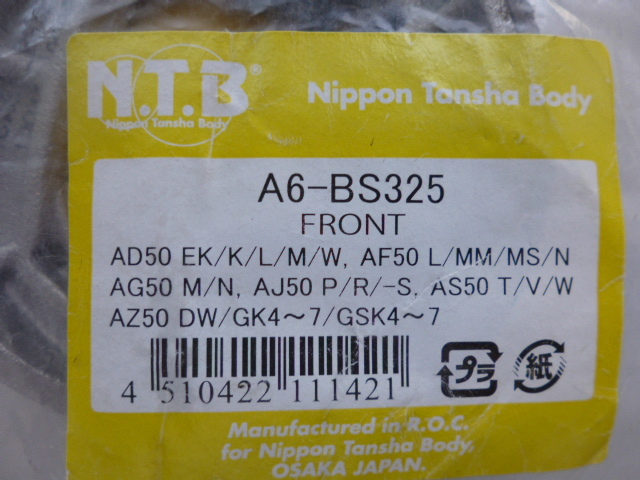 N.T.B®
Nippon Tansha Body
Nippon Tansha Body
A6-BS325
FRONT
AD50 EK/K/L/M/W, AF50 L/MM/MS/N
AG50 M/N, AJ50 P/R/-S, AS50 T/V/W
AZ50 DW/GK4～7/GSK4～7
4 510422 111421
プラ
紙
Manufactured in R.O.C.
for Nippon Tansha Body,
OSAKA JAPAN.